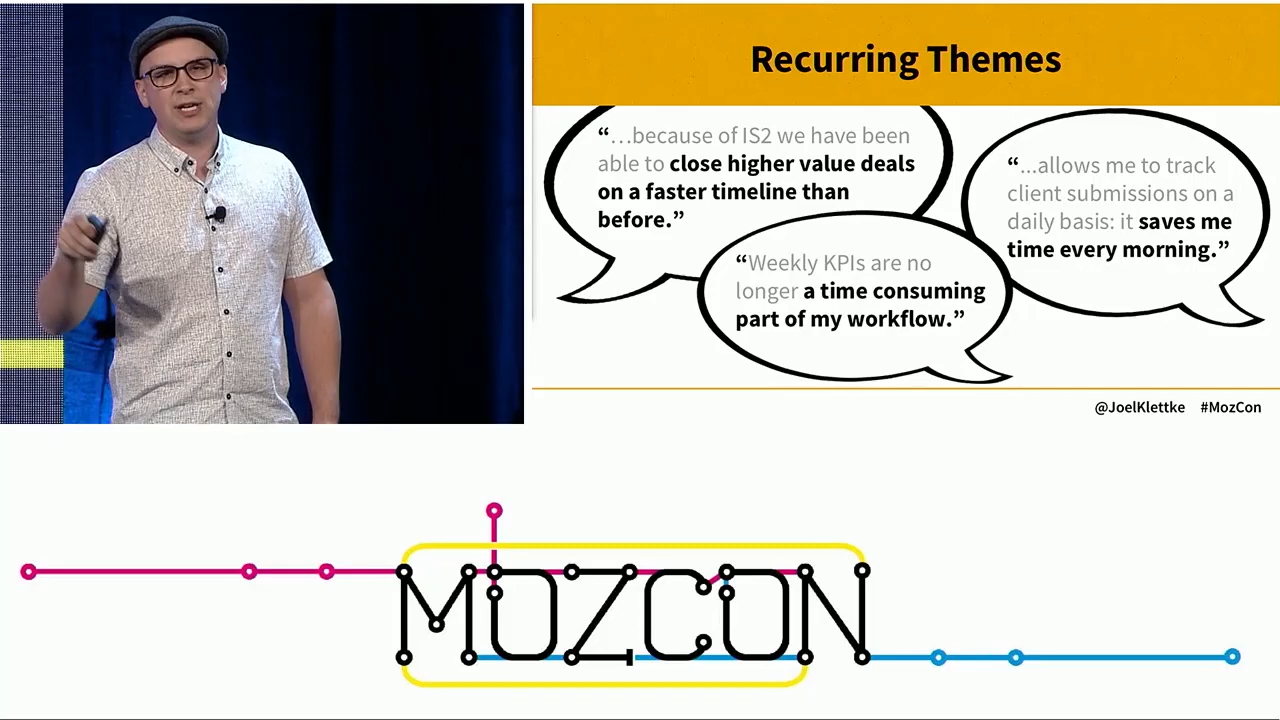 Recurring Themes
“…because of IS2 we have been
able to close higher value deals
on a faster timeline than
before.”
“...allows me to track
client submissions on a
daily basis: it saves me
time every morning.”
“Weekly KPIs are no
longer a time consuming
part of my workflow.”
@JoelKlettke #MozCon
MOZCON